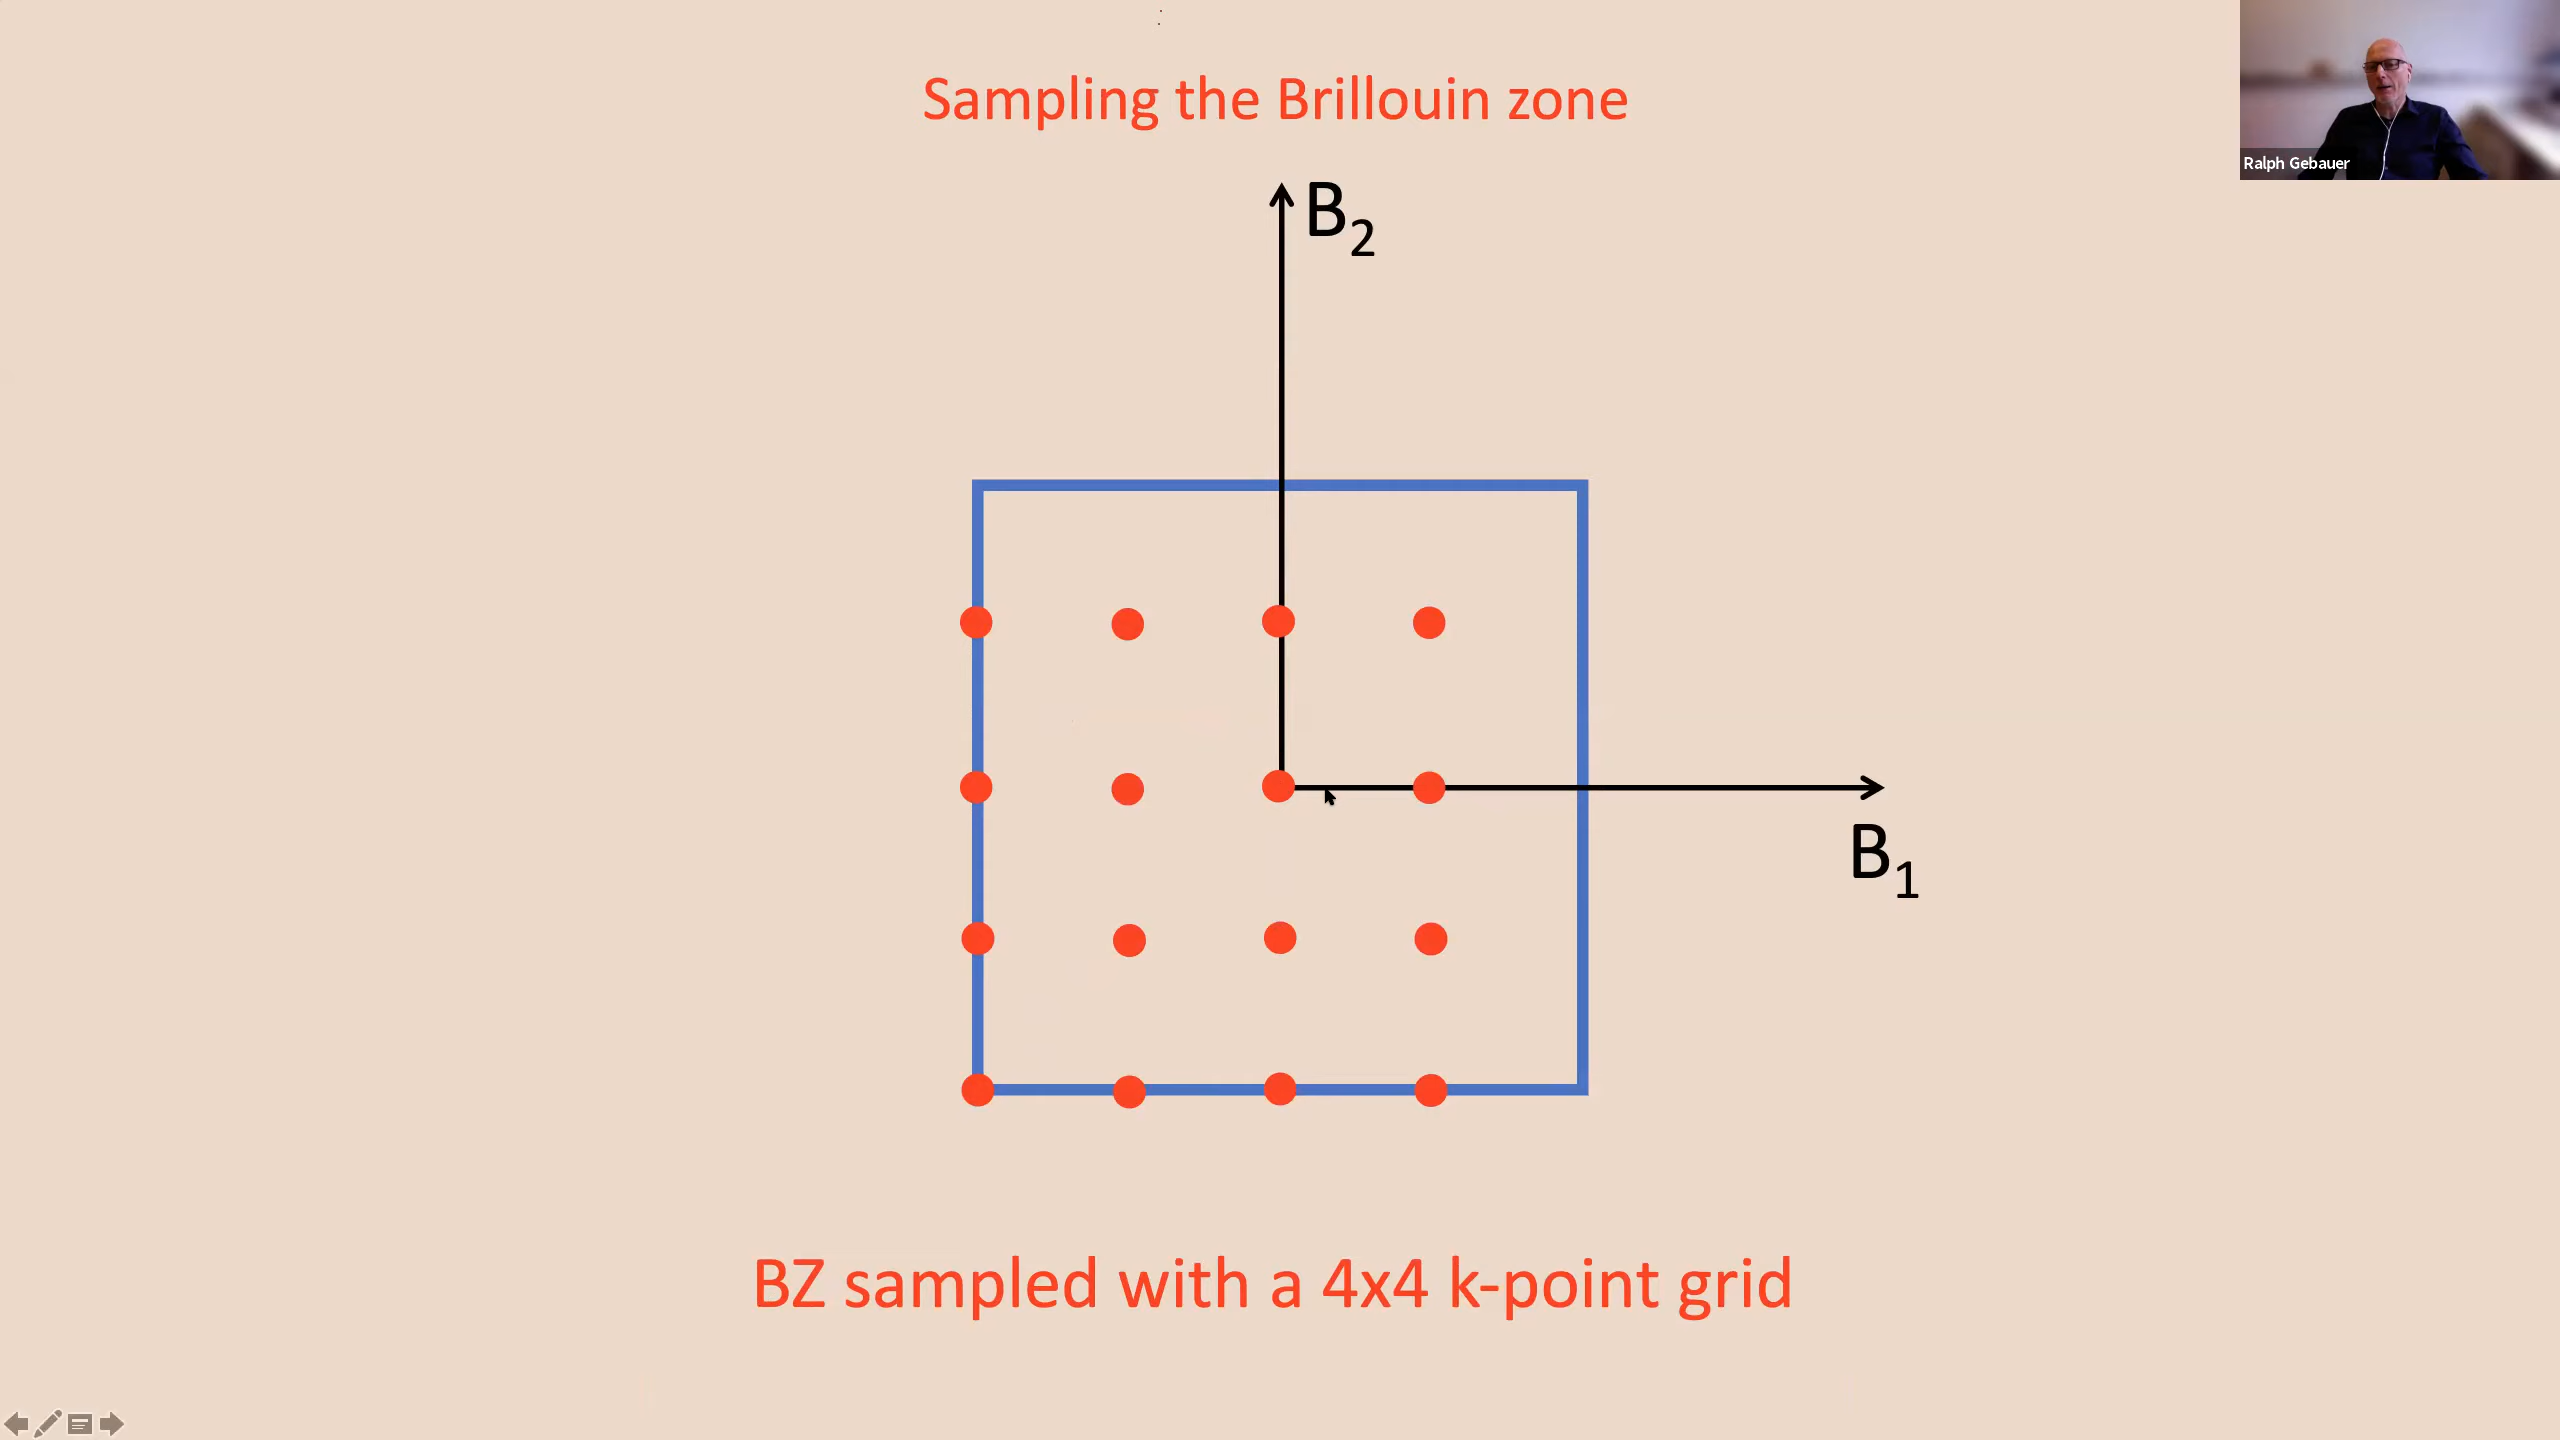 Sampling the Brillouin zone
Ralph Gebauer
B₂
B₁
BZ sampled with a 4x4 k-point grid